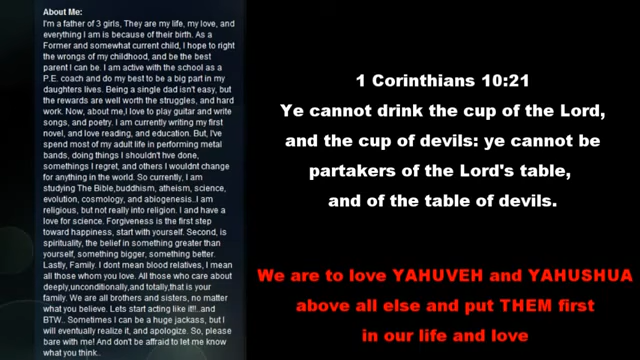 About Me:
I'm a father of 3 girls, They are my life, my love, and
everything I am is because of their birth. As a
Former and somewhat current child, I hope to right
the wrongs of my childhood, and be the best
parent I can be. I am active with the school as a
P.E. coach and do my best to be a big part in my
daughters lives. Being a single dad isn't easy, but
the rewards are well worth the struggles, and hard
work. Now, about me,I love to play guitar and write
songs, and poetry. I am currently writing my first
novel, and love reading, and education. But, I've
spend most of my adult life in performing metal
bands, doing things I shouldn't hve done,
somethings I regret, and others I wouldnt change
for anything in the world. So currently, I am
studying The Bible,buddhism, atheism, science,
evolution, cosmology, and abiogenesis..I am
religious, but not really into religion. I and have a
love for science. Forgiveness is the first step
toward happiness, start with yourself. Second, is
spirituality, the belief in something greater than
yourself, something bigger, something better.
Lastly, Family. I dont mean blood relatives, I mean
all those whom you love. All those who care about
deeply,unconditionally,and totally,that is your
family. We are all brothers and sisters, no matter
what you believe. Lets start acting like it!!..and
BTW.. Sometimes I can be a huge jackass, but I
will eventually realize it, and apologize. So, please
bare with me! And don't be afraid to let me know
what you think..
1 Corinthians 10:21
Ye cannot drink the cup of the Lord,
and the cup of devils: ye cannot be
partakers of the Lord's table,
and of the table of devils.
We are to love YAHUVEH and YAHUSHUA
above all else and put THEM first
in our life and love